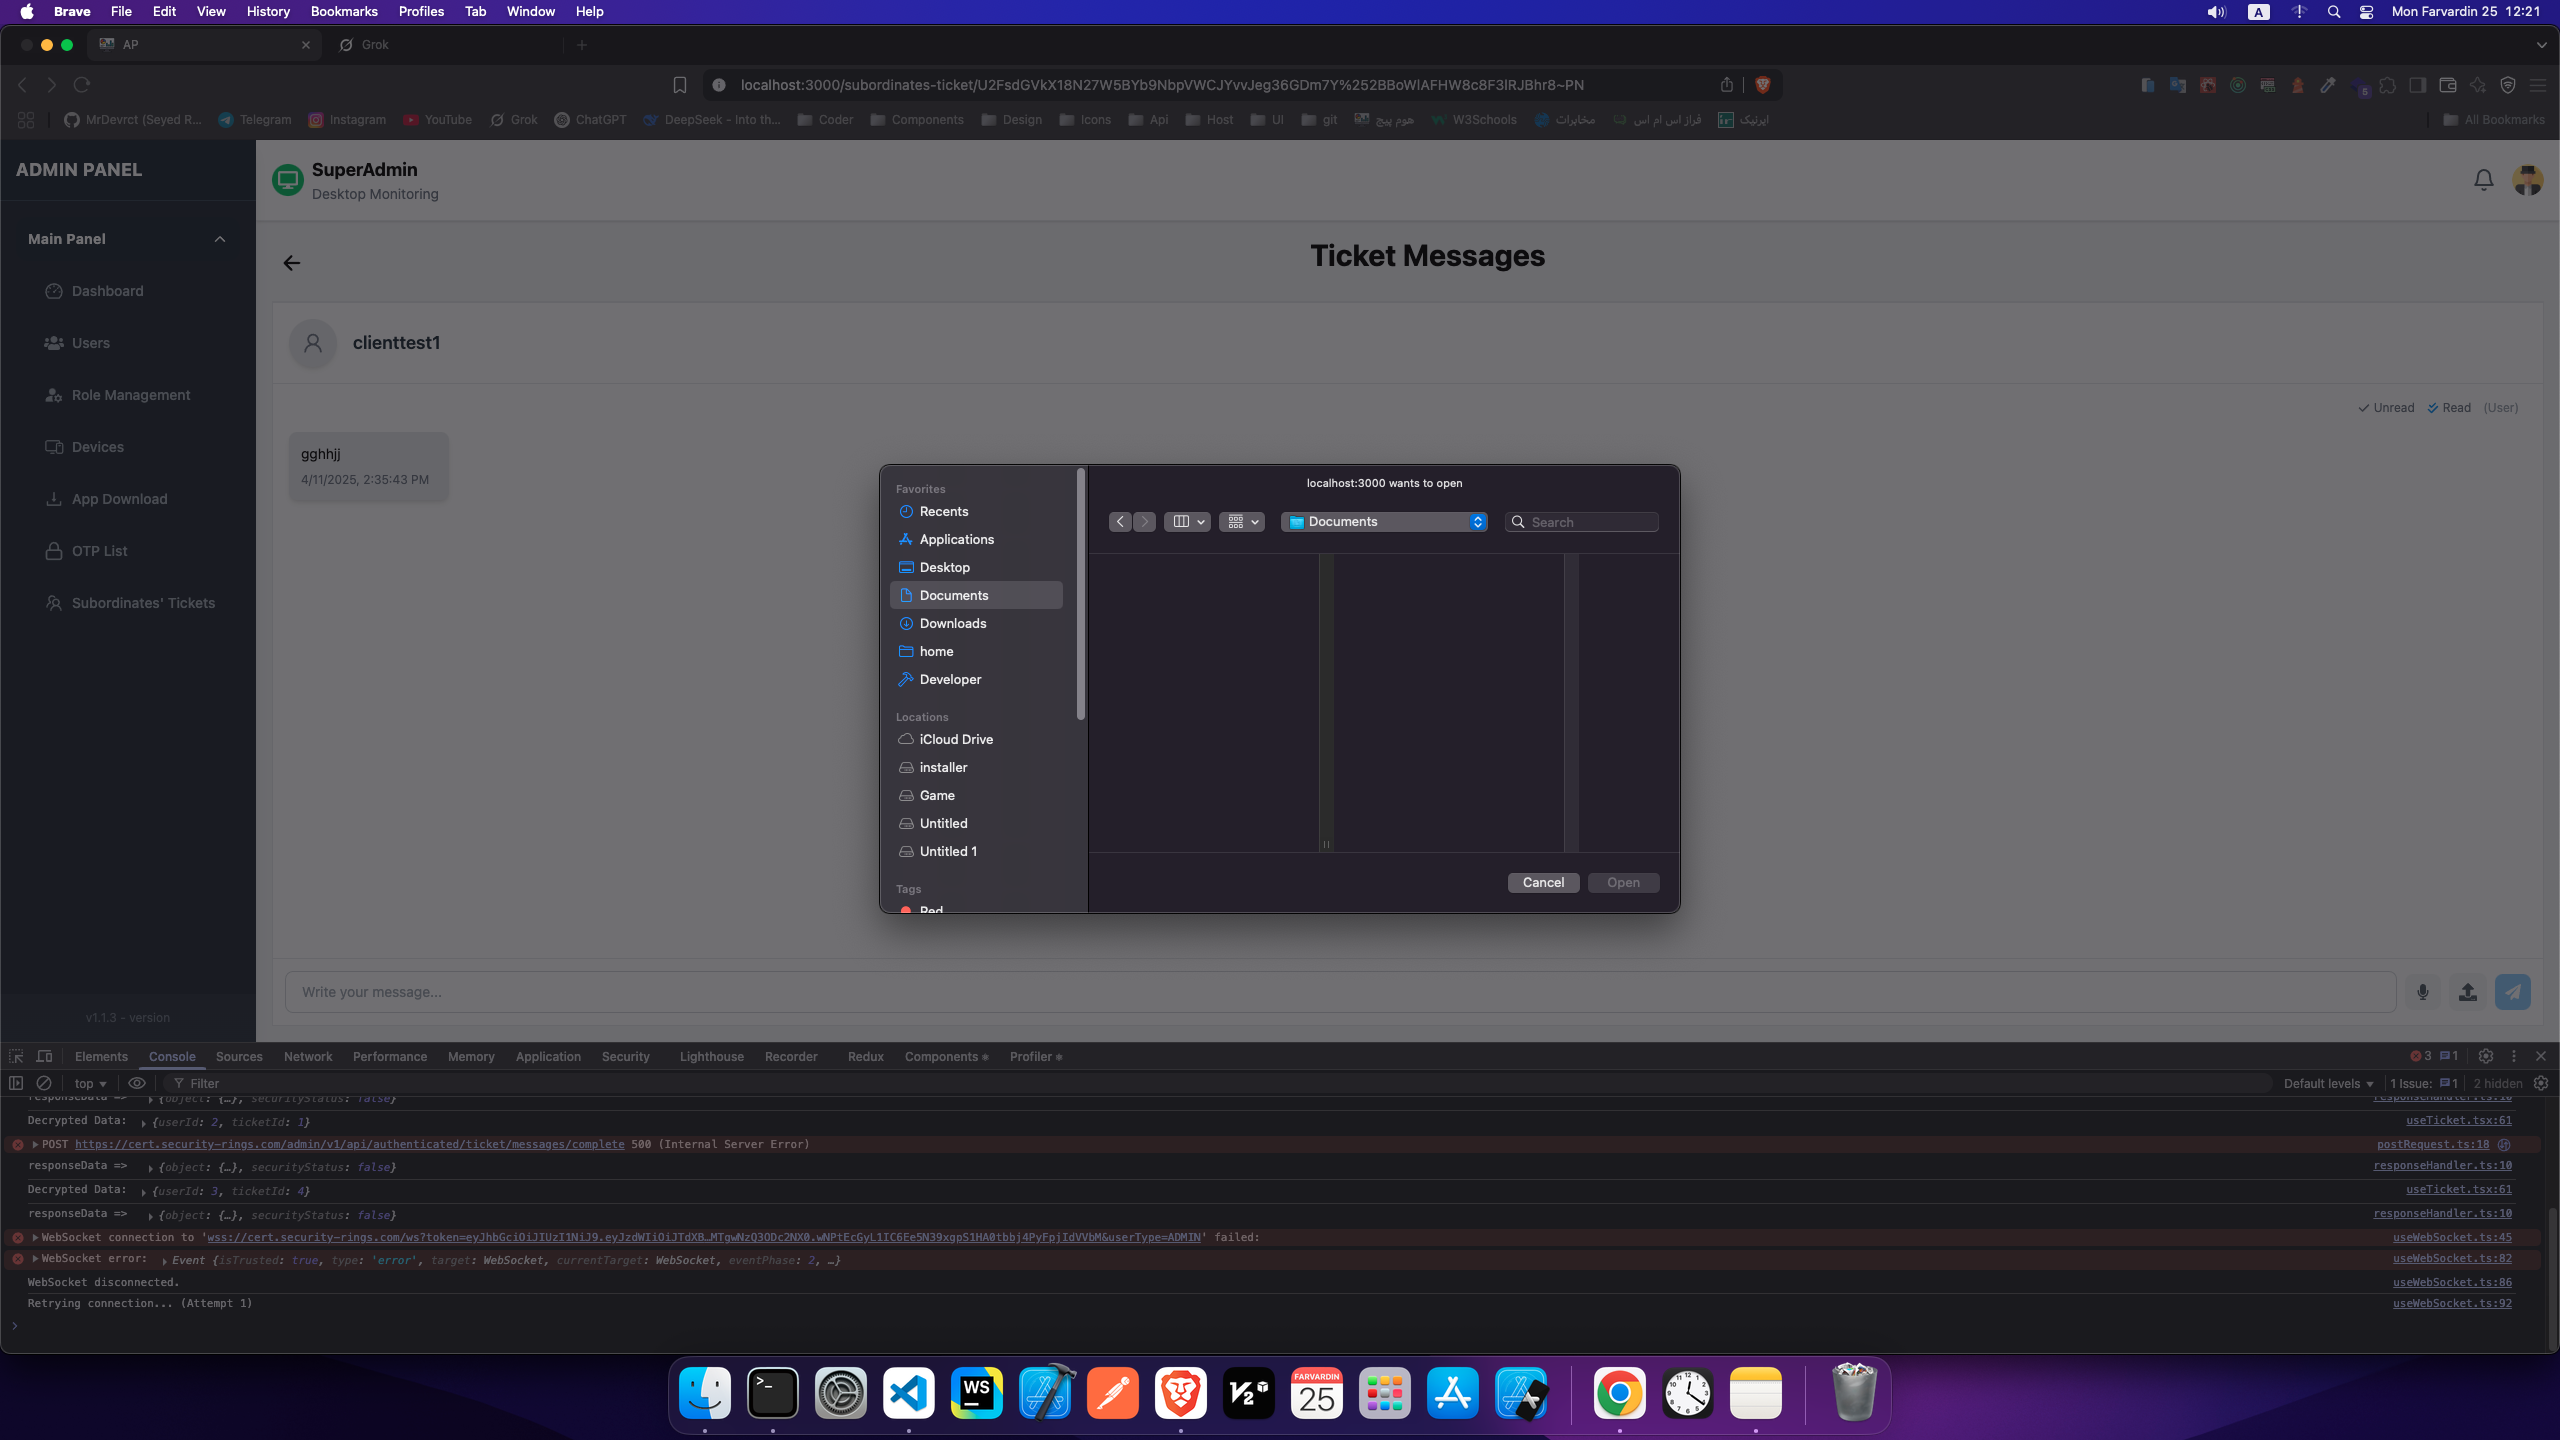 Brave File Edit View History Bookmarks Profiles Tab Window Help A Mon Farvardin 25 12:21
AP Grok
localhost:3000/subordinates-ticket/U2FsdGVkX18N27W5BYb9NbpVWCJYvvJeg36GDm7Y%252BBoWlAFHW8c8F3lRJBhr8~PN 5
MrDevrct (Seyed R... Telegram Instagram YouTube Grok ChatGPT DeepSeek - Into th... Coder Components Design Icons Api Host UI git هوم پیج W3Schools مخابرات فراز اس ام اس ایرنیک All Bookmarks
ADMIN PANEL
SuperAdmin
Desktop Monitoring
Main Panel
Dashboard
Users
Role Management
Devices
App Download
OTP List
Subordinates' Tickets
v1.1.3 - version
Ticket Messages
clienttest1
Unread Read (User)
gghhjj
4/11/2025, 2:35:43 PM
Write your message...
Favorites
Recents
Applications
Desktop
Documents
Downloads
home
Developer
Locations
iCloud Drive
installer
Game
Untitled
Untitled 1
Tags
Red
localhost:3000 wants to open
Documents Search
Cancel Open
Elements Console Sources Network Performance Memory Application Security Lighthouse Recorder Redux Components Profiler 3 1
top Filter Default levels 1 Issue: 1 2 hidden
responseData => {object: {…}, securityStatus: false} responseHandler.ts:10
Decrypted Data: {userId: 2, ticketId: 1} useTicket.tsx:61
POST https://cert.security-rings.com/admin/v1/api/authenticated/ticket/messages/complete 500 (Internal Server Error) postRequest.ts:18
responseData => {object: {…}, securityStatus: false} responseHandler.ts:10
Decrypted Data: {userId: 3, ticketId: 4} useTicket.tsx:61
responseData => {object: {…}, securityStatus: false} responseHandler.ts:10
WebSocket connection to 'wss://cert.security-rings.com/ws?token=eyJhbGciOiJIUzI1NiJ9.eyJzdWIiOiJTdXB…MTgwNzQ3ODc2NX0.wNPtEcGyL1IC6Ee5N39xgpS1HA0tbbj4PyFpjIdVVbM&userType=ADMIN' failed: useWebSocket.ts:45
WebSocket error: Event {isTrusted: true, type: 'error', target: WebSocket, currentTarget: WebSocket, eventPhase: 2, …} useWebSocket.ts:82
WebSocket disconnected. useWebSocket.ts:86
Retrying connection... (Attempt 1) useWebSocket.ts:92
WS
V2
FARVARDIN
25